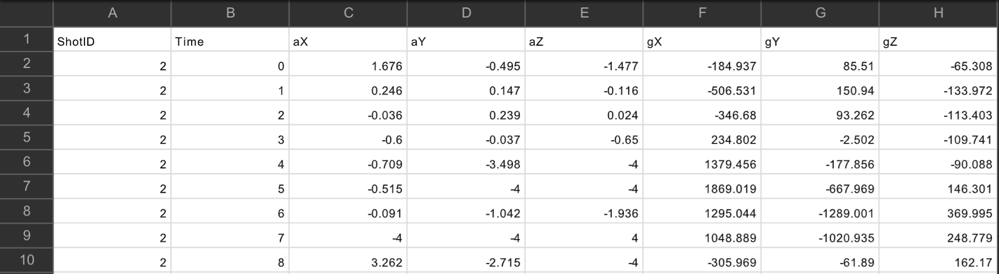 A B C D E F G H
1 ShotID Time aX aY aZ gX gY gZ
2 2 0 1.676 -0.495 -1.477 -184.937 85.51 -65.308
3 2 1 0.246 0.147 -0.116 -506.531 150.94 -133.972
4 2 2 -0.036 0.239 0.024 -346.68 93.262 -113.403
5 2 3 -0.6 -0.037 -0.65 234.802 -2.502 -109.741
6 2 4 -0.709 -3.498 -4 1379.456 -177.856 -90.088
7 2 5 -0.515 -4 -4 1869.019 -667.969 146.301
8 2 6 -0.091 -1.042 -1.936 1295.044 -1289.001 369.995
9 2 7 -4 -4 4 1048.889 -1020.935 248.779
10 2 8 3.262 -2.715 -4 -305.969 -61.89 162.17